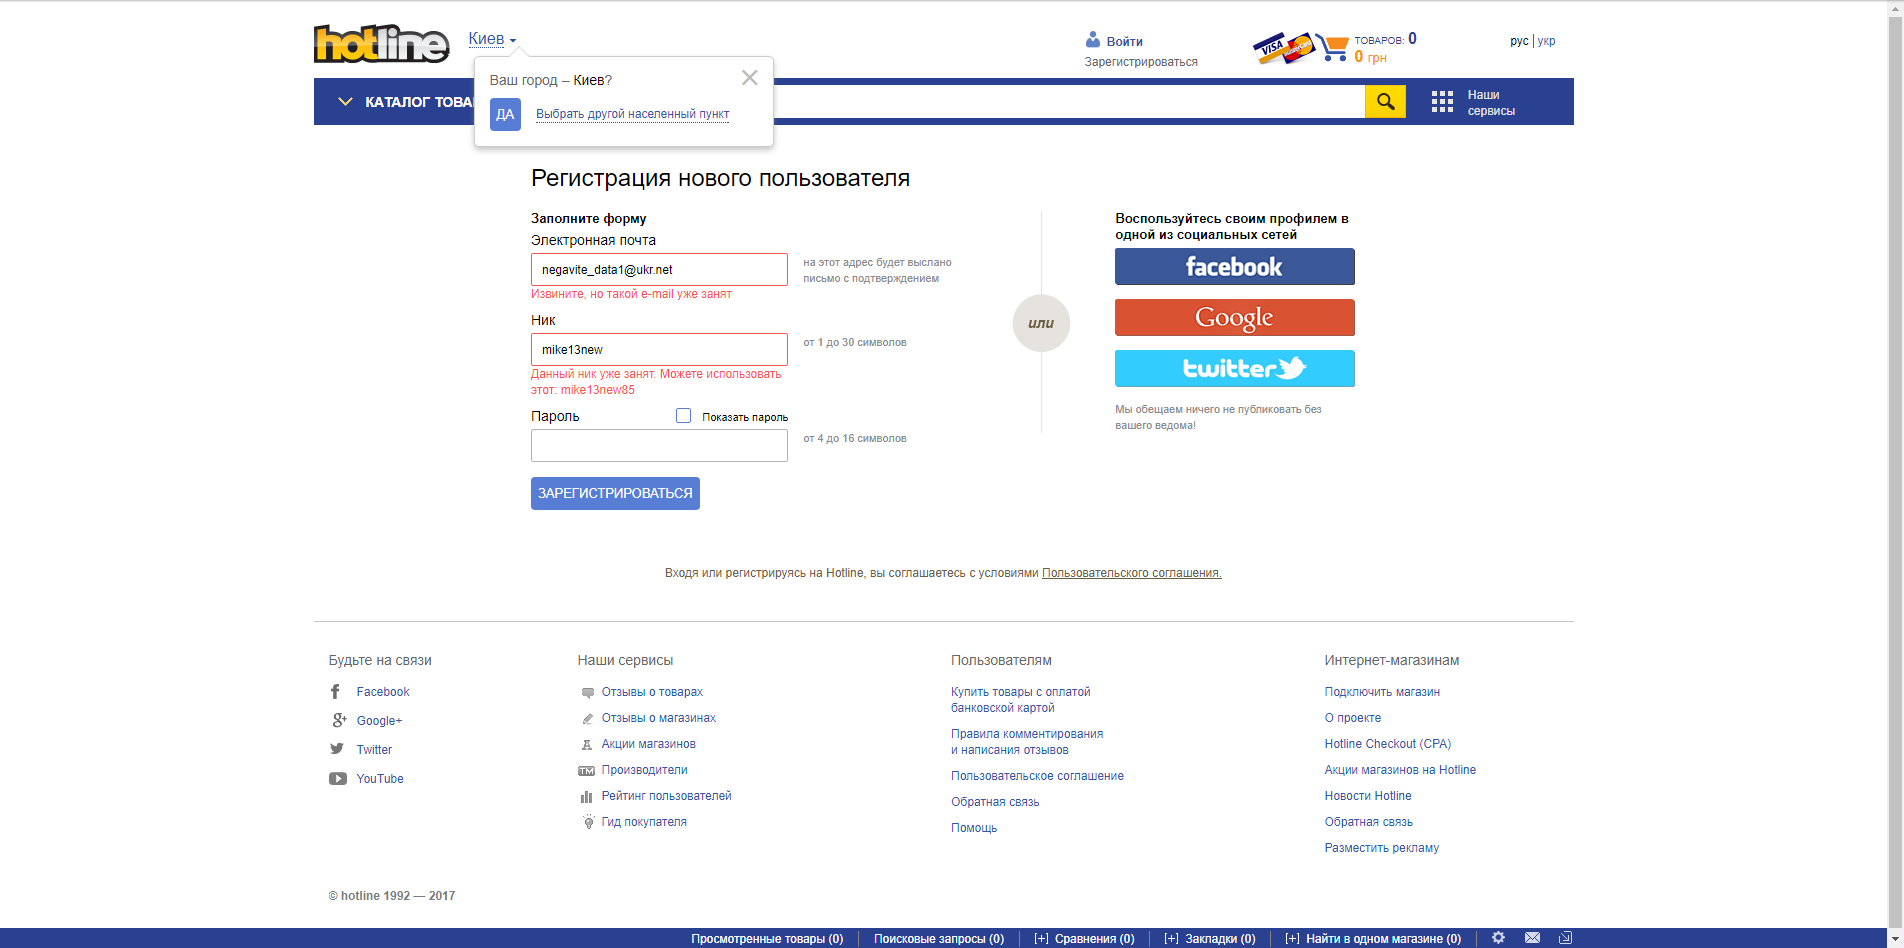 hotline
Киев
Войти
Зарегистрироваться
VISA
ТОВАРОВ: 0
0 грн
рус | укр
Ваш город – Киев?
ДА
Выбрать другой населенный пункт
КАТАЛОГ ТОВА
Наши
сервисы
Регистрация нового пользователя
Заполните форму
Электронная почта
negavite_data1@ukr.net
на этот адрес будет выслано
письмо с подтверждением
Извините, но такой e-mail уже занят
Ник
mike13new
от 1 до 30 символов
Данный ник уже занят. Можете использовать
этот: mike13new85
Пароль
Показать пароль
от 4 до 16 символов
ЗАРЕГИСТРИРОВАТЬСЯ
или
Воспользуйтесь своим профилем в
одной из социальных сетей
facebook
Google
twitter
Мы обещаем ничего не публиковать без
вашего ведома!
Входя или регистрируясь на Hotline, вы соглашаетесь с условиями Пользовательского соглашения.
Будьте на связи
Facebook
Google+
Twitter
YouTube
Наши сервисы
Отзывы о товарах
Отзывы о магазинах
Акции магазинов
TM Производители
Рейтинг пользователей
Гид покупателя
Пользователям
Купить товары с оплатой
банковской картой
Правила комментирования
и написания отзывов
Пользовательское соглашение
Обратная связь
Помощь
Интернет-магазинам
Подключить магазин
О проекте
Hotline Checkout (CPA)
Акции магазинов на Hotline
Новости Hotline
Обратная связь
Разместить рекламу
© hotline 1992 — 2017
Просмотренные товары (0)
Поисковые запросы (0)
[+] Сравнения (0)
[+] Закладки (0)
[+] Найти в одном магазине (0)